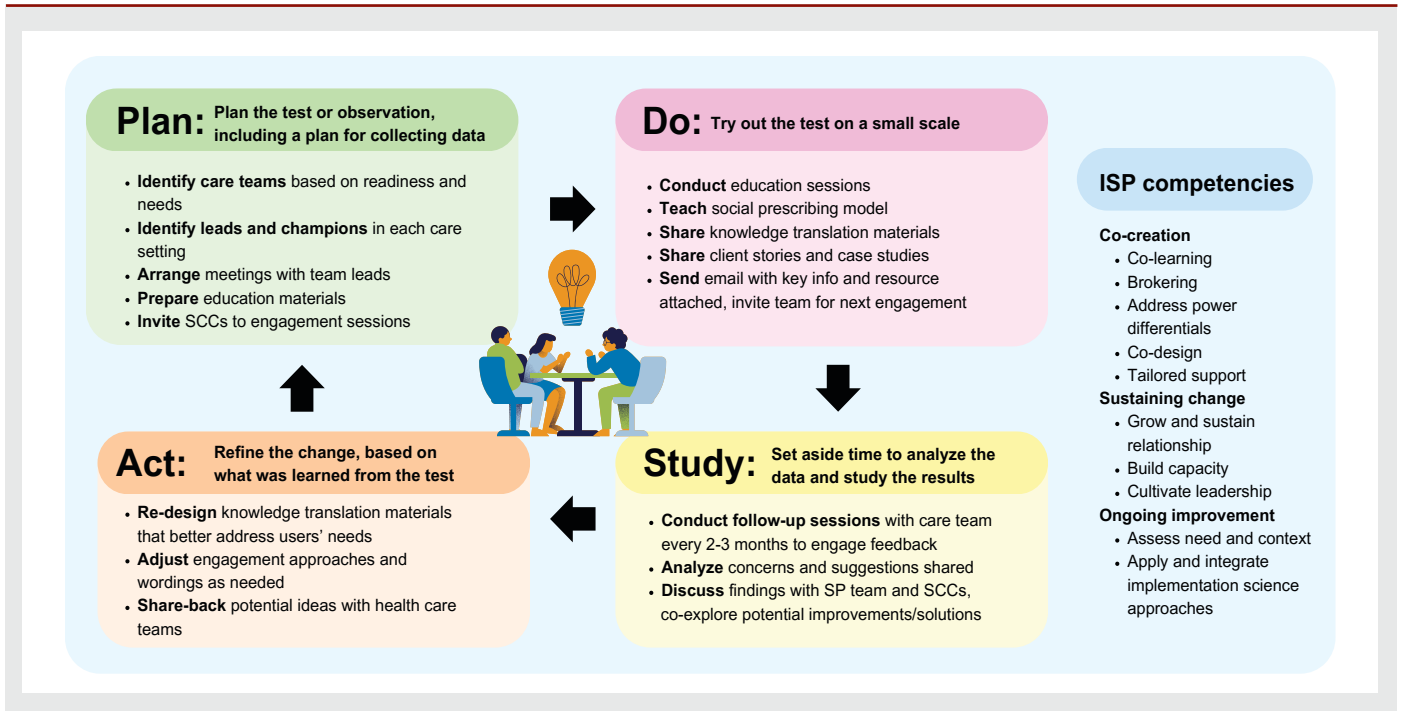 Plan: Plan the test or observation,
including a plan for collecting data
• Identify care teams based on readiness and
needs
• Identify leads and champions in each care
setting
• Arrange meetings with team leads
• Prepare education materials
• Invite SCCs to engagement sessions
Do: Try out the test on a small scale
• Conduct education sessions
• Teach social prescribing model
• Share knowledge translation materials
• Share client stories and case studies
• Send email with key info and resource
attached, invite team for next engagement
Act: Refine the change, based on
what was learned from the test
• Re-design knowledge translation materials
that better address users' needs
• Adjust engagement approaches and
wordings as needed
• Share-back potential ideas with health care
teams
Study: Set aside time to analyze the
data and study the results
• Conduct follow-up sessions with care team
every 2-3 months to engage feedback
• Analyze concerns and suggestions shared
• Discuss findings with SP team and SCCs,
co-explore potential improvements/solutions
ISP competencies
Co-creation
• Co-learning
• Brokering
• Address power
differentials
• Co-design
• Tailored support
Sustaining change
• Grow and sustain
relationship
• Build capacity
• Cultivate leadership
Ongoing improvement
• Assess need and context
• Apply and integrate
implementation science
approaches